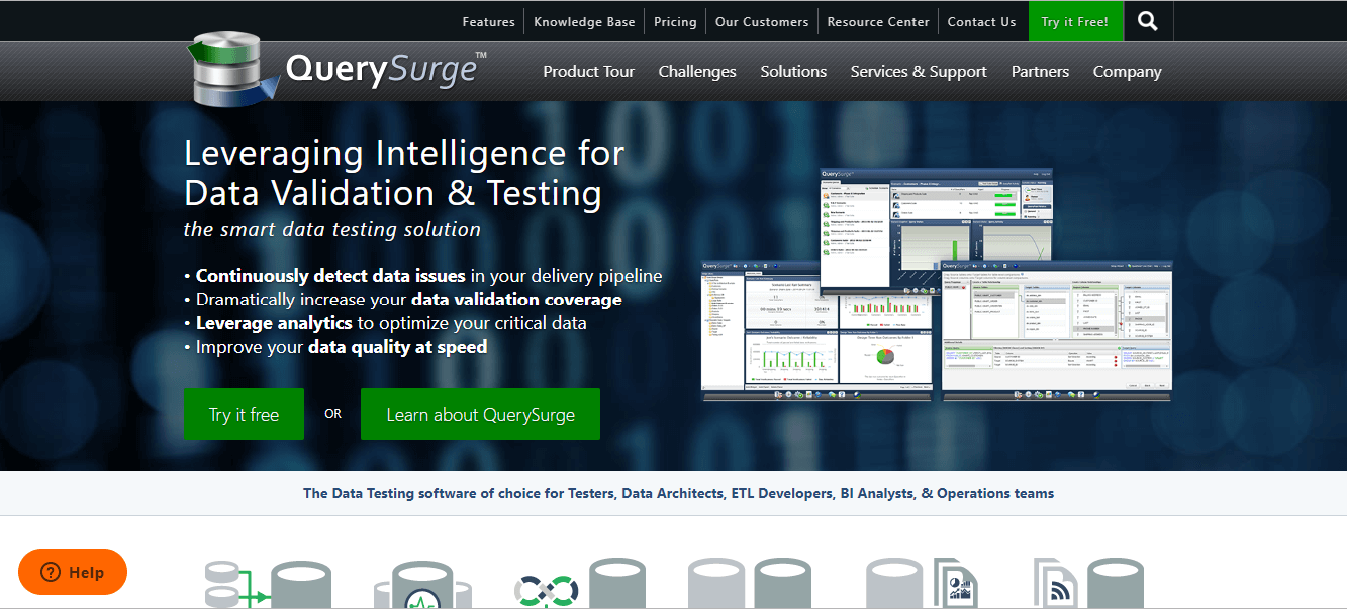 Features
Knowledge Base
Pricing
Our Customers
Resource Center
Contact Us
Try it Free!
QuerySurge™
Product Tour
Challenges
Solutions
Services & Support
Partners
Company
Leveraging Intelligence for
Data Validation & Testing
the smart data testing solution
• Continuously detect data issues in your delivery pipeline
• Dramatically increase your data validation coverage
• Leverage analytics to optimize your critical data
• Improve your data quality at speed
Try it free
OR
Learn about QuerySurge
QuerySurge
QuerySurge
QuerySurge
The Data Testing software of choice for Testers, Data Architects, ETL Developers, BI Analysts, & Operations teams
Help